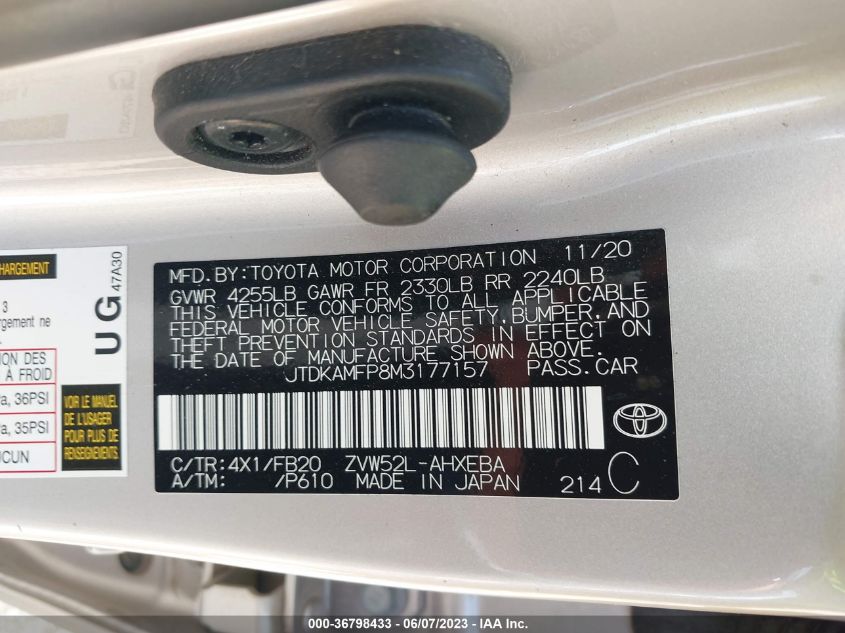 MFD. BY: TOYOTA MOTOR CORPORATION 11/20
GVWR 4255LB GAWR FR 2330LB RR 2240LB
THIS VEHICLE CONFORMS TO ALL APPLICABLE
FEDERAL MOTOR VEHICLE SAFETY, BUMPER, AND
THEFT PREVENTION STANDARDS IN EFFECT ON
THE DATE OF MANUFACTURE SHOWN ABOVE.
JTDKAMFP8M3177157 PASS. CAR
C/TR: 4X1/FB20 ZVW52L-AHXEBA
A/TM: /P610 MADE IN JAPAN 214 C
HARGEMENT
3
rgement ne
.
ION DES
À FROID
a, 36PSI
a, 35PSI
UCUN
VOIR LE MANUEL
DE L'USAGER
POUR PLUS DE
RENSEIGNEMENTS
UG
47A30
000-36798433 - 06/07/2023 - IAA Inc.